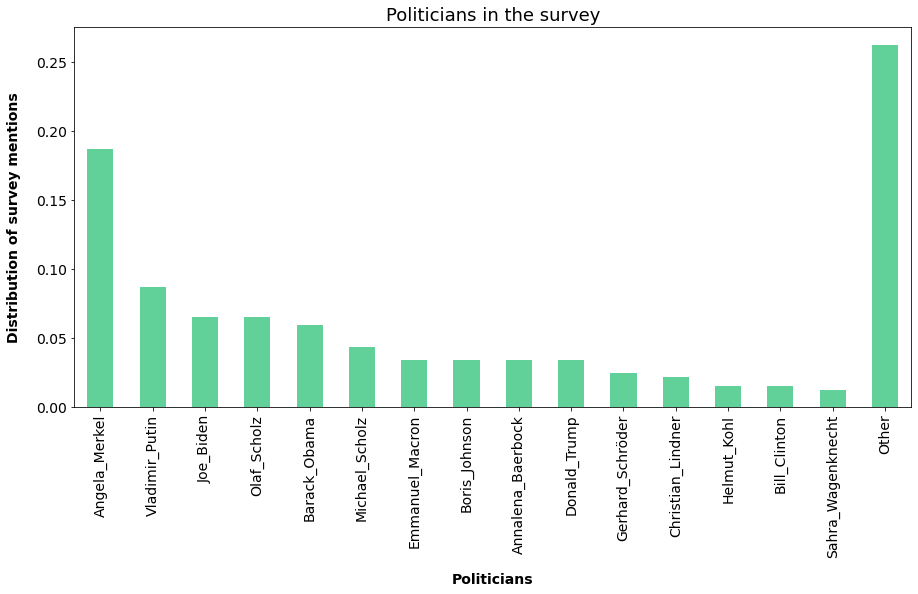 Politicians in the survey
Distribution of survey mentions
0.25
0.20
0.15
0.10
0.05
0.00
Angela_Merkel
Vladimir_Putin
Joe_Biden
Olaf_Scholz
Barack_Obama
Michael_Scholz
Emmanuel_Macron
Boris_Johnson
Annalena_Baerbock
Donald_Trump
Gerhard_Schröder
Christian_Lindner
Helmut_Kohl
Bill_Clinton
Sahra_Wagenknecht
Other
Politicians